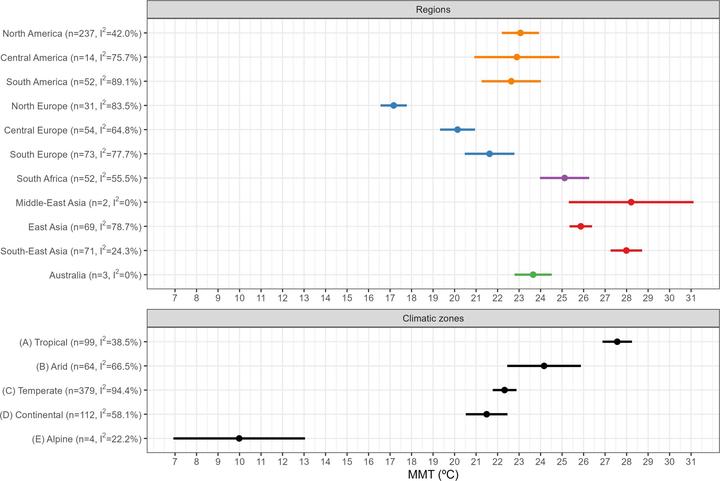 Regions
North America (n=237, I²=42.0%)
Central America (n=14, I²=75.7%)
South America (n=52, I²=89.1%)
North Europe (n=31, I²=83.5%)
Central Europe (n=54, I²=64.8%)
South Europe (n=73, I²=77.7%)
South Africa (n=52, I²=55.5%)
Middle-East Asia (n=2, I²=0%)
East Asia (n=69, I²=78.7%)
South-East Asia (n=71, I²=24.3%)
Australia (n=3, I²=0%)
7 8 9 10 11 12 13 14 15 16 17 18 19 20 21 22 23 24 25 26 27 28 29 30 31
Climatic zones
(A) Tropical (n=99, I²=38.5%)
(B) Arid (n=64, I²=66.5%)
(C) Temperate (n=379, I²=94.4%)
(D) Continental (n=112, I²=58.1%)
(E) Alpine (n=4, I²=22.2%)
7 8 9 10 11 12 13 14 15 16 17 18 19 20 21 22 23 24 25 26 27 28 29 30 31
MMT (ºC)